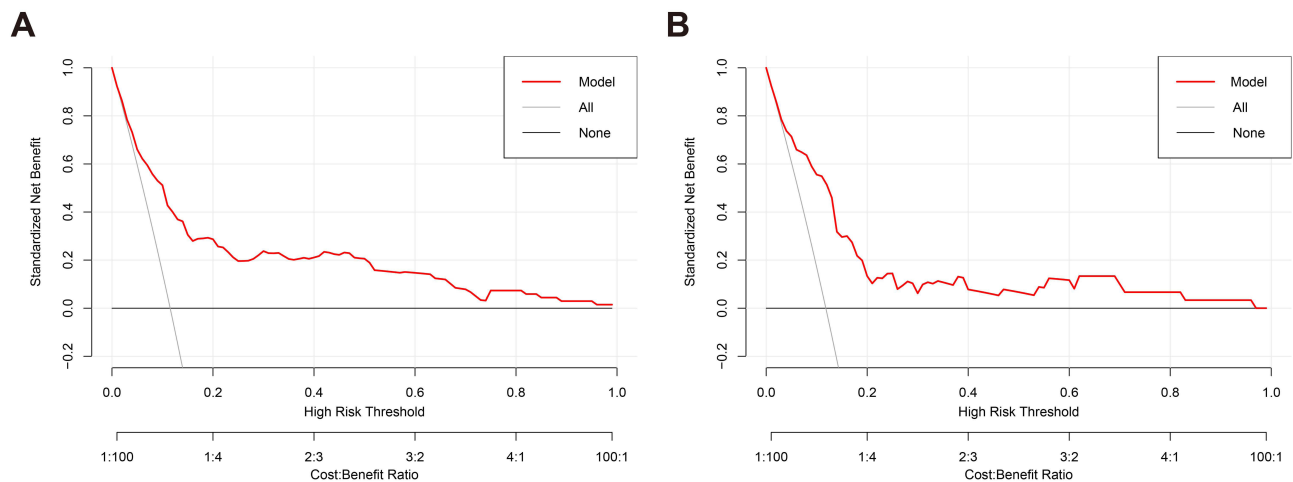 A
Standardized Net Benefit
1.0
0.8
0.6
0.4
0.2
0.0
−0.2
Model
All
None
0.0 0.2 0.4 0.6 0.8 1.0
High Risk Threshold
1:100 1:4 2:3 3:2 4:1 100:1
Cost:Benefit Ratio
B
Standardized Net Benefit
1.0
0.8
0.6
0.4
0.2
0.0
−0.2
Model
All
None
0.0 0.2 0.4 0.6 0.8 1.0
High Risk Threshold
1:100 1:4 2:3 3:2 4:1 100:1
Cost:Benefit Ratio